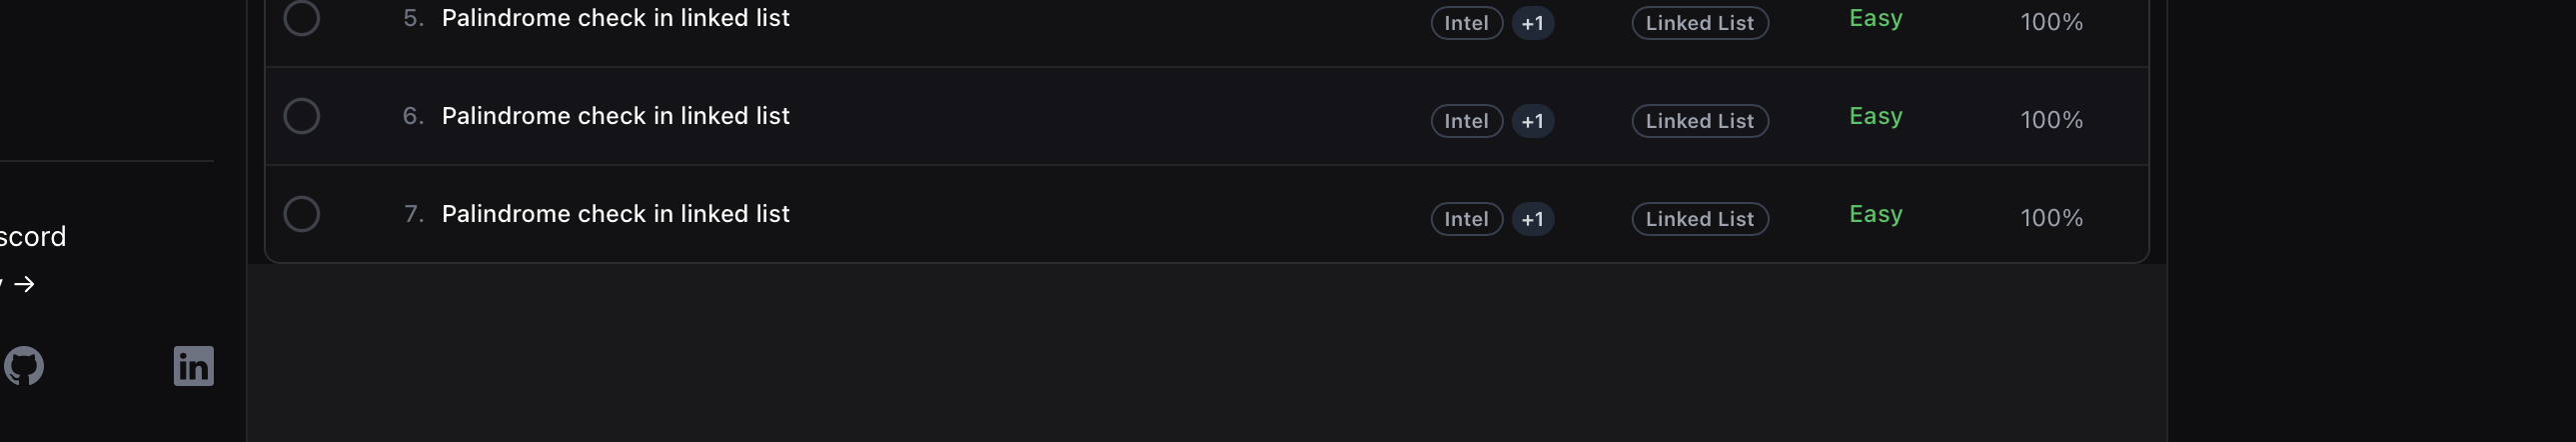 5. Palindrome check in linked list Intel +1 Linked List Easy 100%
6. Palindrome check in linked list Intel +1 Linked List Easy 100%
7. Palindrome check in linked list Intel +1 Linked List Easy 100%
scord
→
in